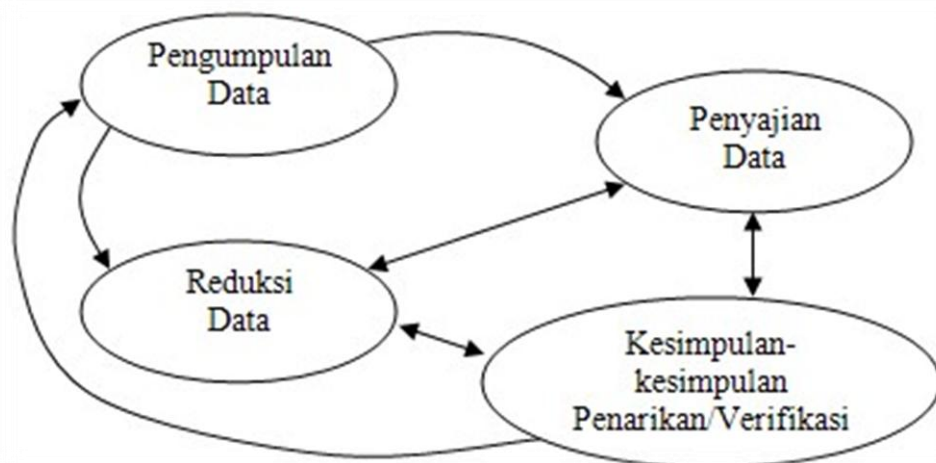 Pengumpulan
Data
Penyajian
Data
Reduksi
Data
Kesimpulan-
kesimpulan
Penarikan/Verifikasi